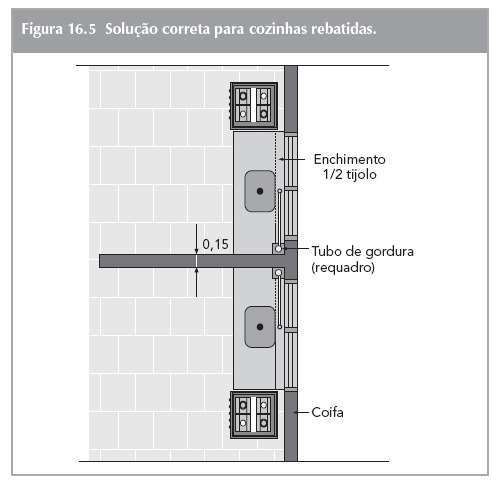 Figura 16.5 Solução correta para cozinhas rebatidas.
Enchimento
1/2 tijolo
0,15
Tubo de gordura
(requadro)
Coifa